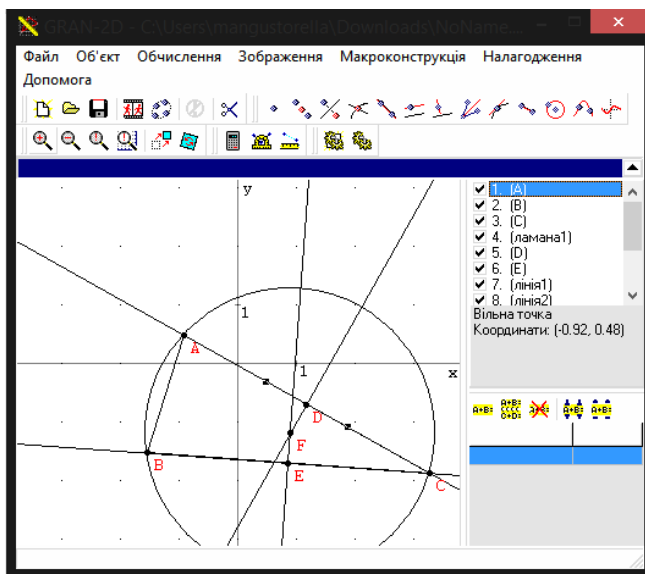 GRAN-2D - C:\Users\mangustorella\Downloads\NoName...
Файл Об'єкт Обчислення Зображення Макроконструкція Налагодження
Допомога
y
1
A
1
x
D
F
B
E
C
1. (A)
2. (B)
3. (C)
4. (ламана1)
5. (D)
6. (E)
7. (лінія1)
8. (лінія2)
Вільна точка
Координати: (-0.92, 0.48)